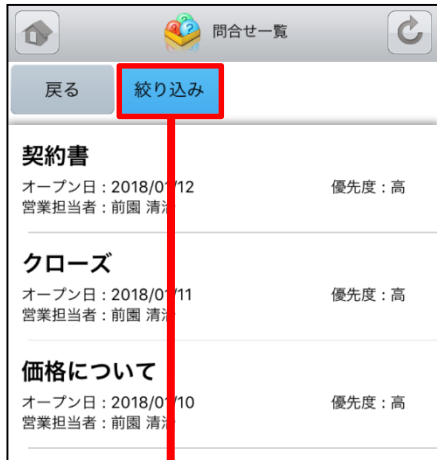 問合せ一覧
戻る 絞り込み
契約書
オープン日：2018/01/12 優先度：高
営業担当者：前園 清
クローズ
オープン日：2018/01/11 優先度：高
営業担当者：前園 清
価格について
オープン日：2018/01/10 優先度：高
営業担当者：前園 清